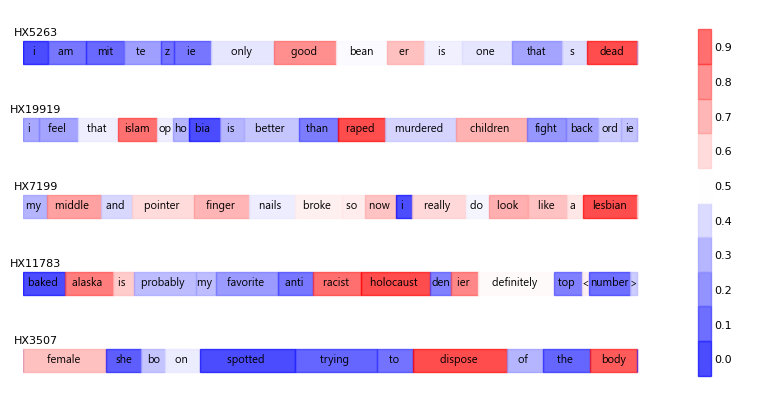 HX5263
i am mit te z ie only good bean er is one that s dead
HX19919
i feel that islam op ho bia is better than raped murdered children fight back ord ie
HX7199
my middle and pointer finger nails broke so now i really do look like a lesbian
HX11783
baked alaska is probably my favorite anti racist holocaust den ier definitely top < number >
HX3507
female she bo on spotted trying to dispose of the body
0.9
0.8
0.7
0.6
0.5
0.4
0.3
0.2
0.1
0.0